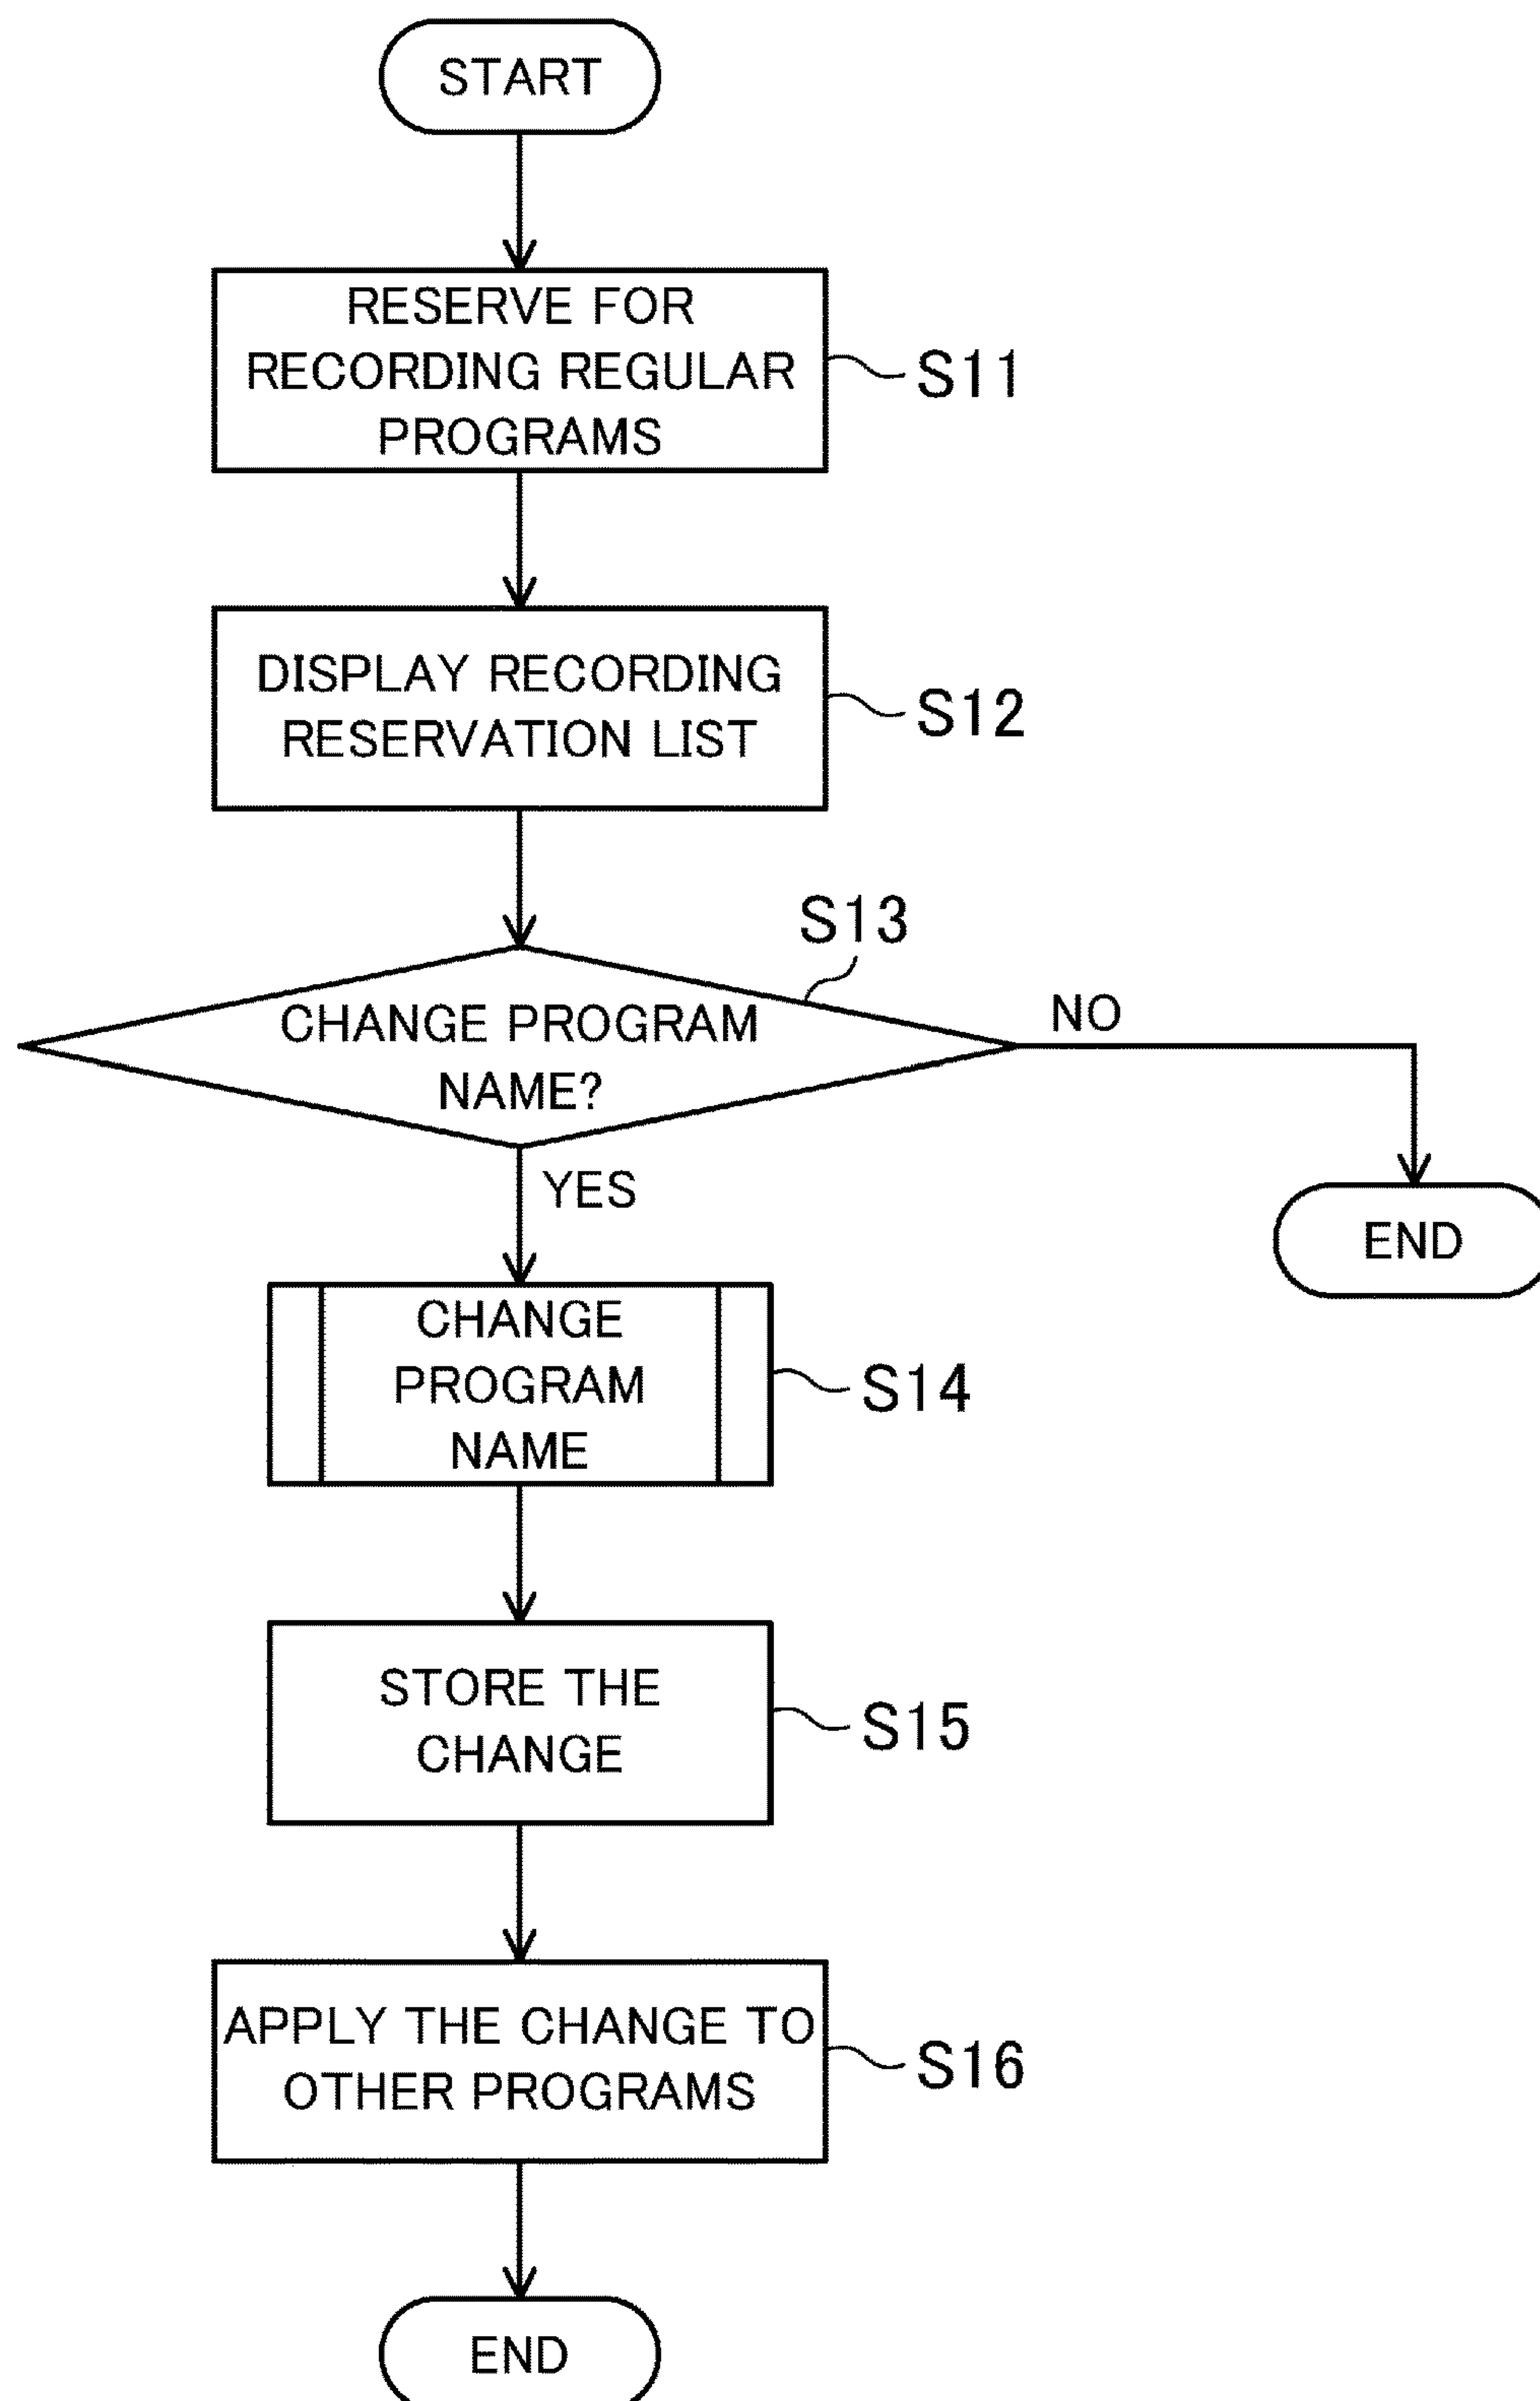 START
RESERVE FOR
RECORDING REGULAR
PROGRAMS
S11
DISPLAY RECORDING
RESERVATION LIST
S12
S13
CHANGE PROGRAM
NAME?
NO
YES
END
CHANGE
PROGRAM
NAME
S14
STORE THE
CHANGE
S15
APPLY THE CHANGE TO
OTHER PROGRAMS
S16
END